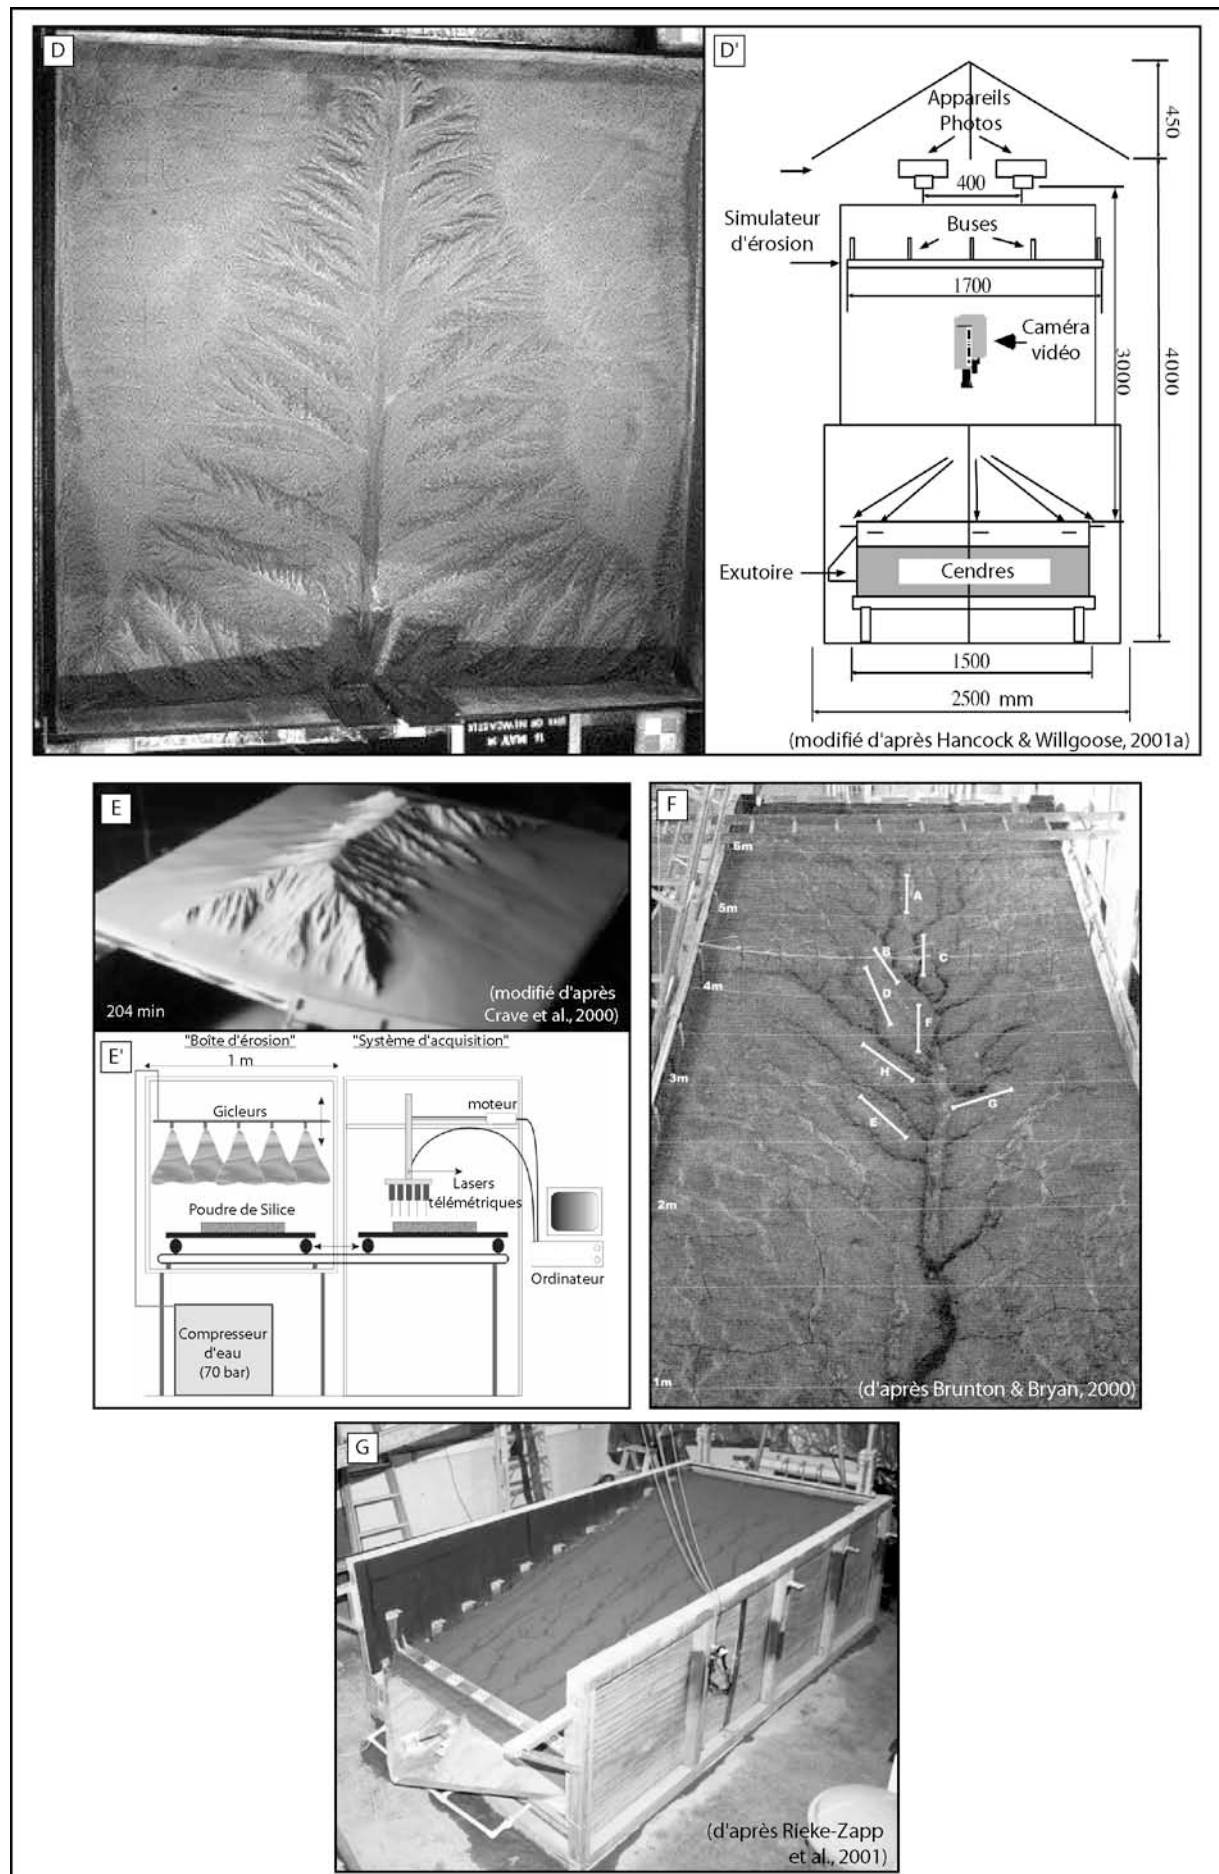 D
D'
Appareils
Photos
450
400
Simulateur
d'érosion
Buses
1700
Caméra
vidéo
3000
4000
Exutoire
Cendres
1500
2500 mm
(modifié d'après Hancock & Willgoose, 2001a)
E
204 min
(modifié d'après
Crave et al., 2000)
E'
"Boîte d'érosion"
"Système d'acquisition"
1 m
Gicleurs
moteur
Lasers
télémétriques
Poudre de Silice
Ordinateur
Compresseur
d'eau
(70 bar)
F
6m
A
5m
B
C
D
4m
F
H
3m
G
E
2m
1m
(d'après Brunton & Bryan, 2000)
G
(d'après Rieke-Zapp
et al., 2001)